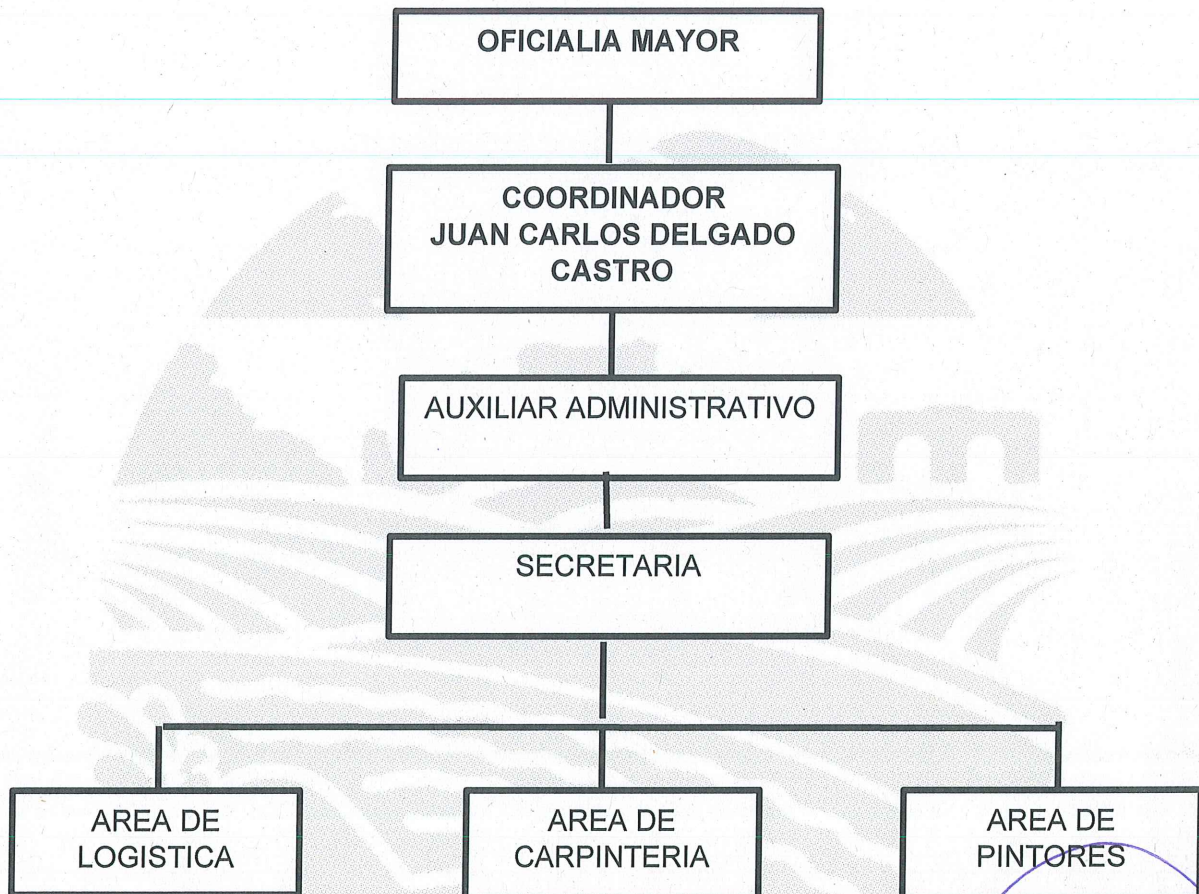 OFICIALIA MAYOR
COORDINADOR
JUAN CARLOS DELGADO
CASTRO
AUXILIAR ADMINISTRATIVO
SECRETARIA
AREA DE
LOGISTICA
AREA DE
CARPINTERIA
AREA DE
PINTORES